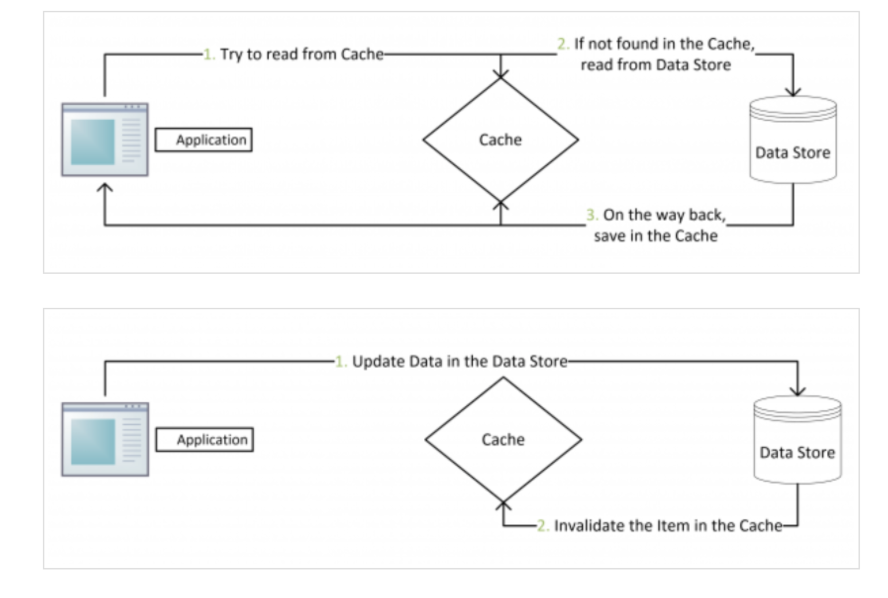 1. Try to read from Cache
2. If not found in the Cache,
read from Data Store
Application
Cache
Data Store
3. On the way back,
save in the Cache
1. Update Data in the Data Store
Application
Cache
Data Store
2. Invalidate the Item in the Cache